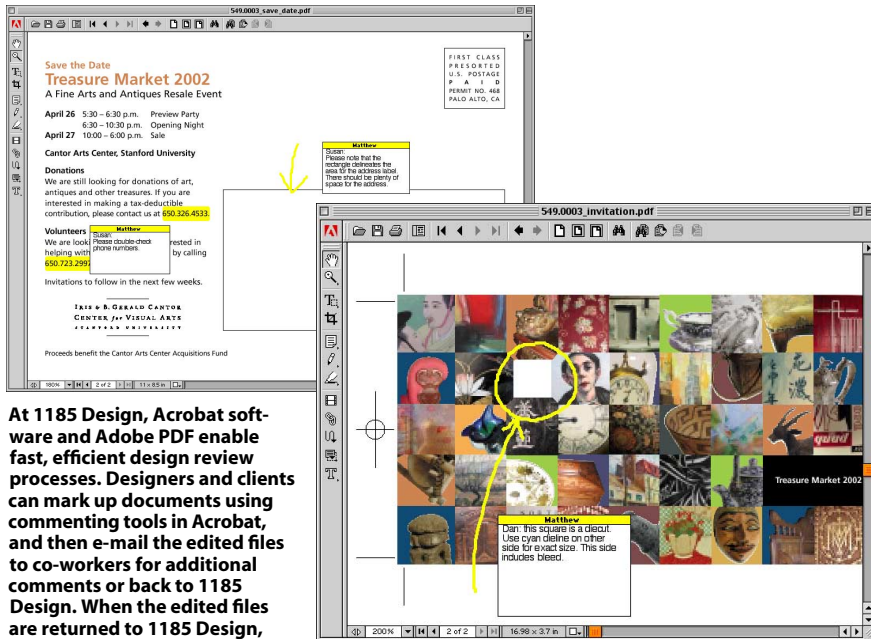 549.0003_save_date.pdf
Save the Date
Treasure Market 2002
A Fine Arts and Antiques Resale Event
FIRST CLASS
PRESORTED
U.S. POSTAGE
PAID
PERMIT NO. 468
PALO ALTO, CA
April 26 5:30 – 6:30 p.m. Preview Party
6:30 – 10:30 p.m. Opening Night
April 27 10:00 – 6:00 p.m. Sale
Cantor Arts Center, Stanford University
Matthew
Susan:
Please note that the
rectangle delineates the
area for the address label.
There should be plenty of
space for the address.
Donations
We are still looking for donations of art,
antiques and other treasures. If you are
interested in making a tax-deductible
contribution, please contact us at 650.326.4533.
Volunteers
We are look rested in
helping with by calling
650.723.2997
Matthew
Susan:
Please double-check
phone numbers.
Invitations to follow in the next few weeks.
IRIS & B. GERALD CANTOR
CENTER for VISUAL ARTS
STANFORD UNIVERSITY
Proceeds benefit the Cantor Arts Center Acquisitions Fund
180% 2 of 2 11 x 8.5 in
549.0003_invitation.pdf
Treasure Market 2002
Matthew
Dan: this square is a diecut.
Use cyan dieline on other
side for exact size. This side
includes bleed.
200% 2 of 2 16.98 x 3.7 in
At 1185 Design, Acrobat soft-
ware and Adobe PDF enable
fast, efficient design review
processes. Designers and clients
can mark up documents using
commenting tools in Acrobat,
and then e-mail the edited files
to co-workers for additional
comments or back to 1185
Design. When the edited files
are returned to 1185 Design,